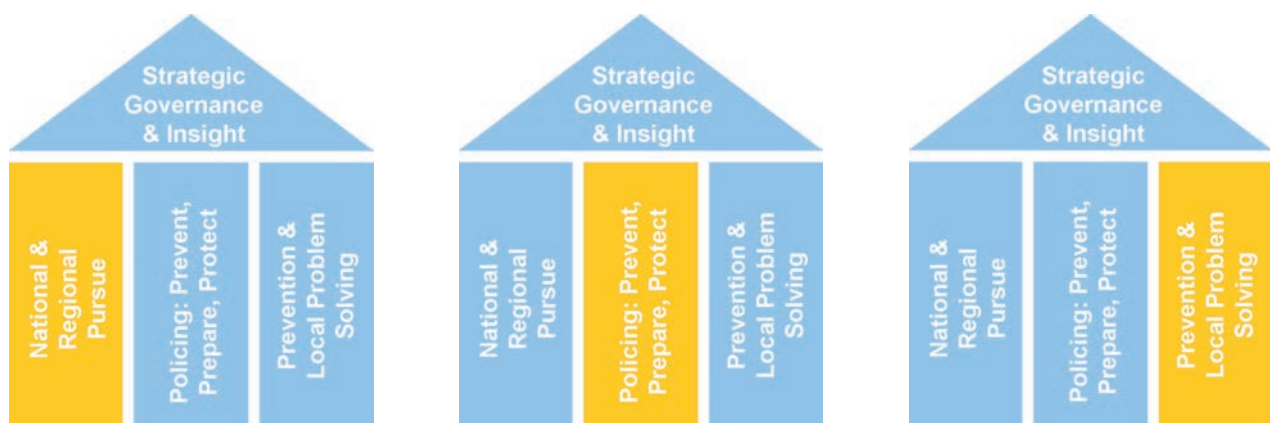 Strategic
Governance
& Insight
National &
Regional
Pursue
Policing: Prevent,
Prepare, Protect
Prevention &
Local Problem
Solving
Strategic
Governance
& Insight
National &
Regional
Pursue
Policing: Prevent,
Prepare, Protect
Prevention &
Local Problem
Solving
Strategic
Governance
& Insight
National &
Regional
Pursue
Policing: Prevent,
Prepare, Protect
Prevention &
Local Problem
Solving